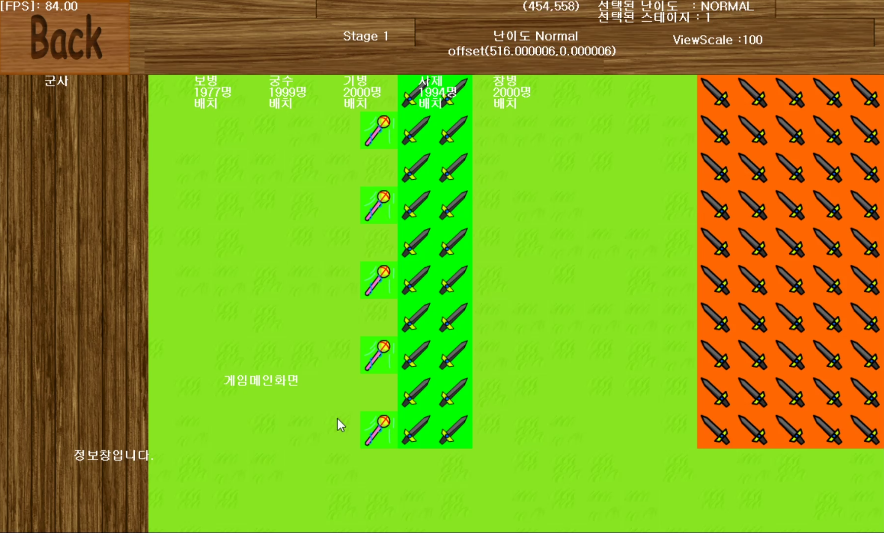 [FPS]: 84.00
(454,558)
선택된 난이도 : NORMAL
선택된 스테이지 : 1
Back
Stage 1
난이도 Normal
offset(516.000006,0.000006)
ViewScale :100
군사
보병
1977명
배치
궁수
1999명
배치
기병
2000명
배치
사제
1994명
배치
창병
2000명
배치
게임메인화면
정보창입니다.